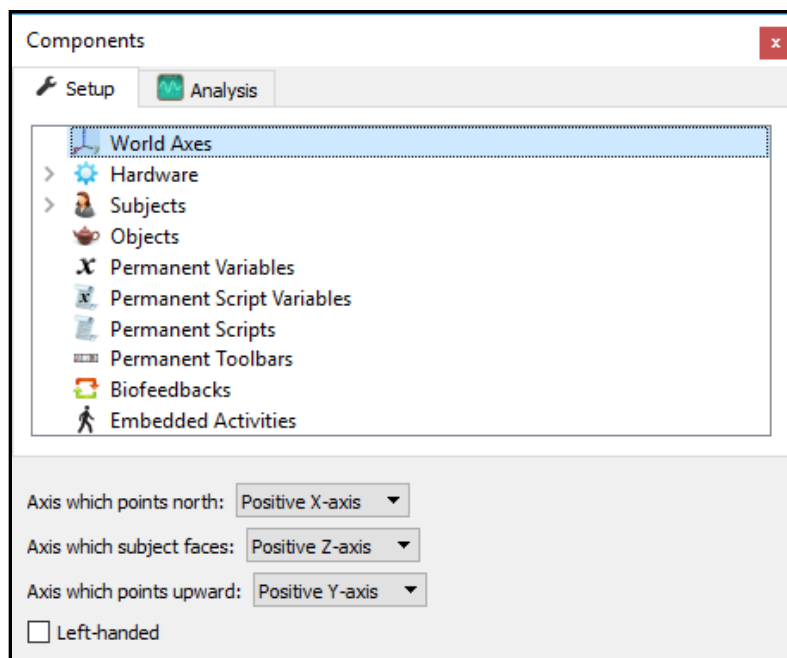 Components
x
Setup
Analysis
World Axes
Hardware
Subjects
Objects
x Permanent Variables
x Permanent Script Variables
Permanent Scripts
Permanent Toolbars
Biofeedbacks
Embedded Activities
Axis which points north: Positive X-axis
Axis which subject faces: Positive Z-axis
Axis which points upward: Positive Y-axis
Left-handed